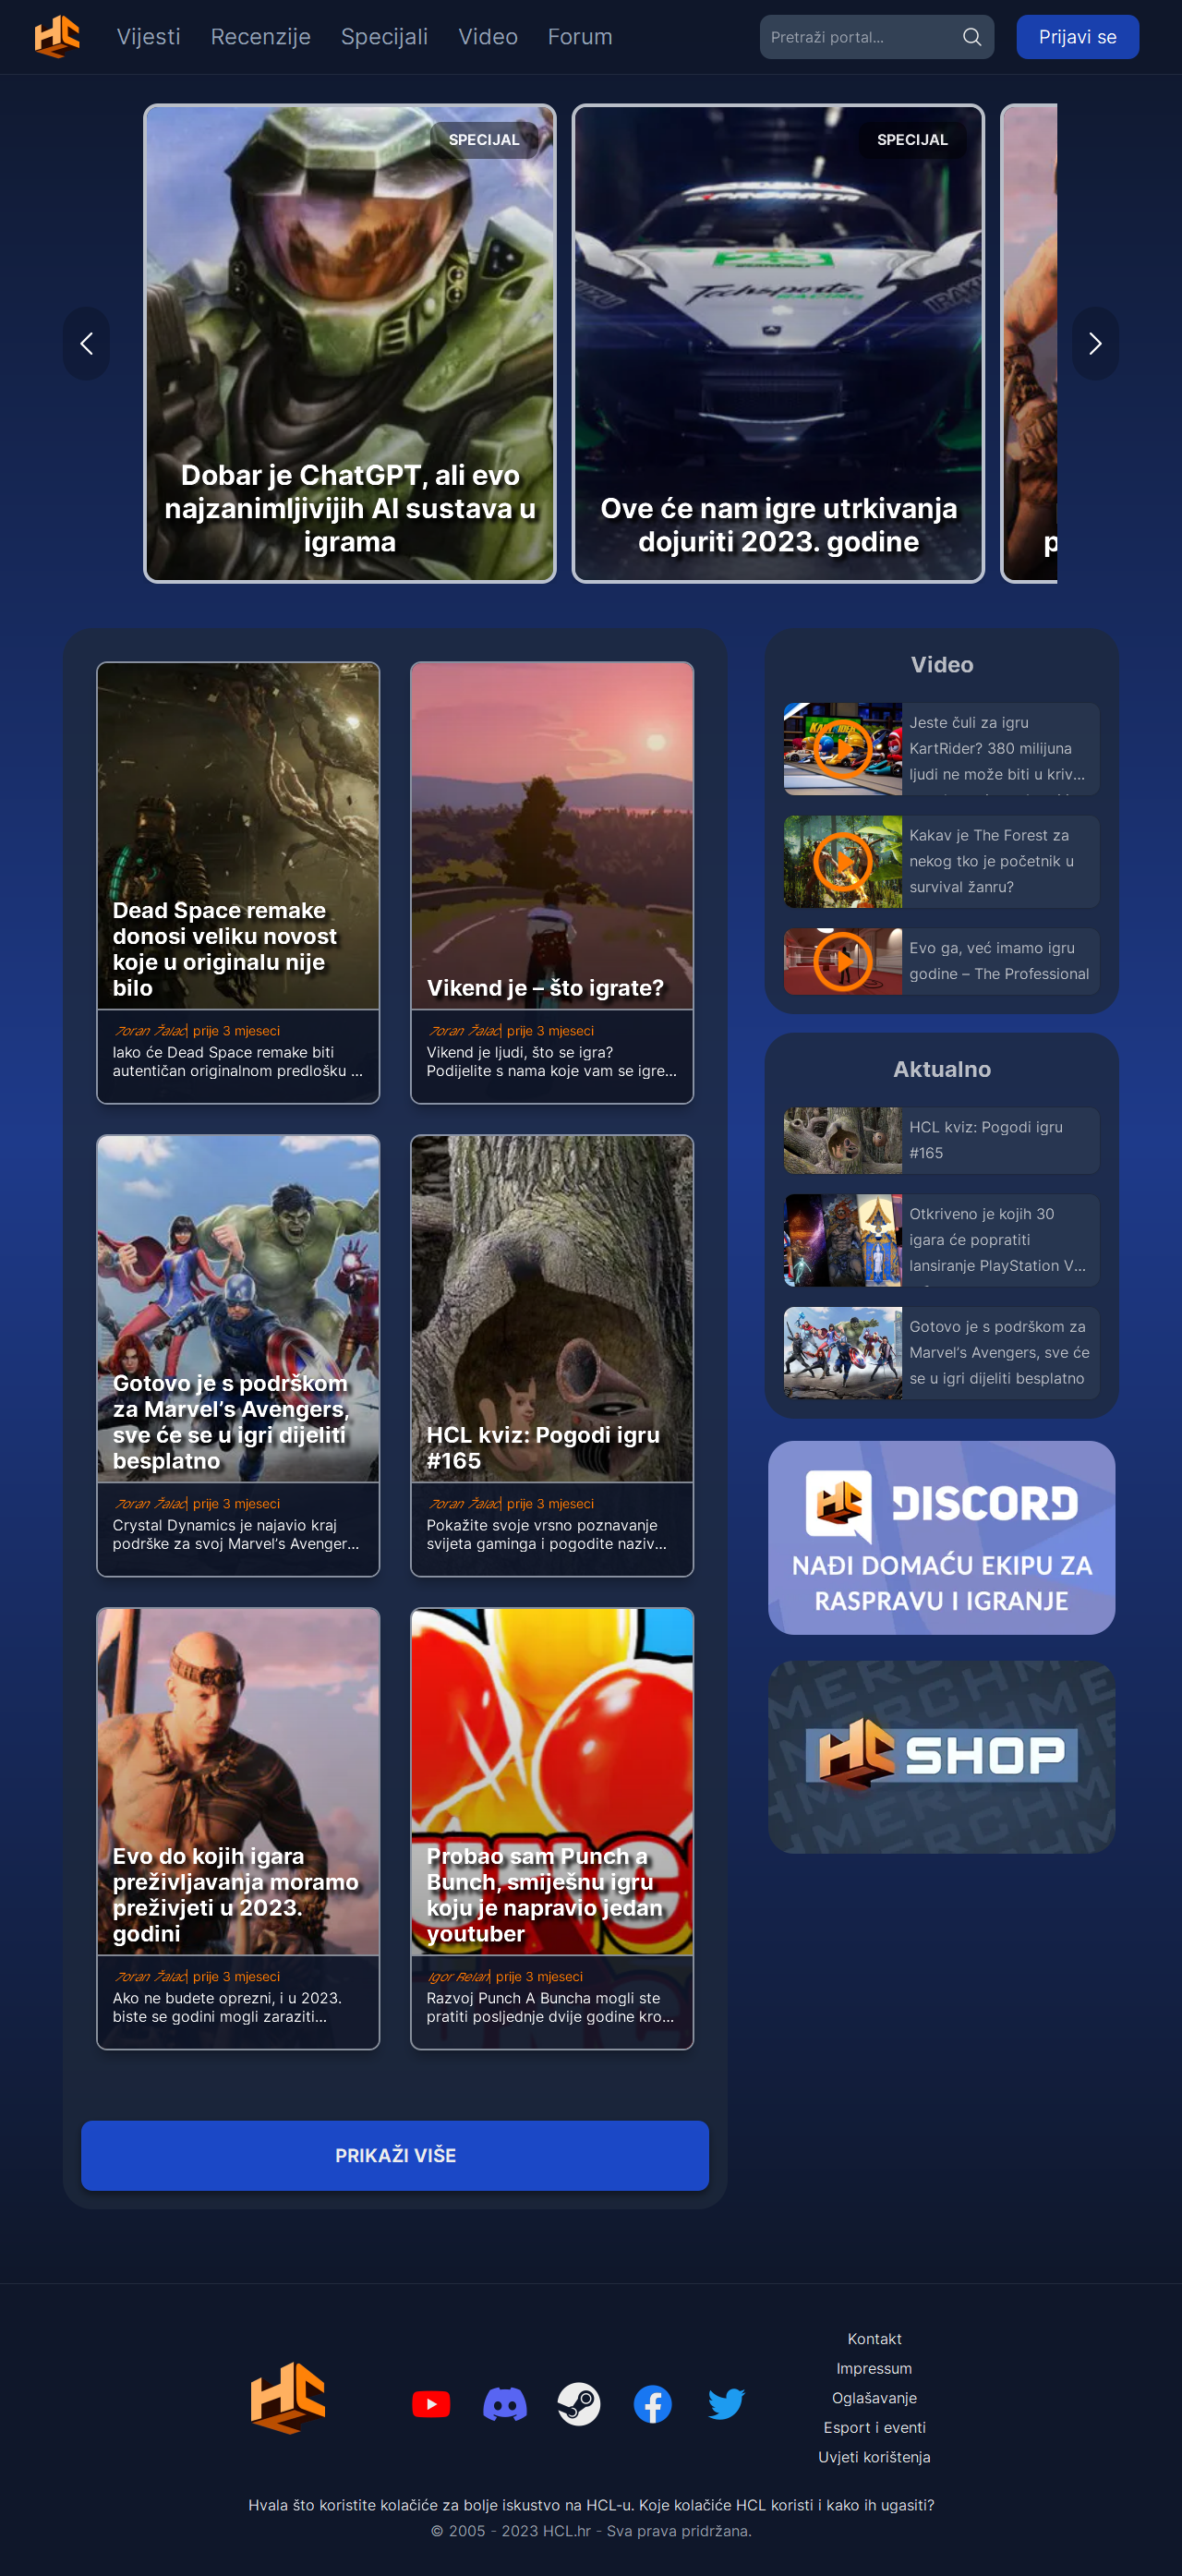 HC
Vijesti
Recenzije
Specijali
Video
Forum
Pretraži portal...
Prijavi se
SPECIJAL
Dobar je ChatGPT, ali evo
najzanimljivijih AI sustava u
igrama
SPECIJAL
Techsports
RACING
Ove će nam igre utrkivanja
dojuriti 2023. godine
p
Dead Space remake
donosi veliku novost
koje u originalu nije
bilo
Zoran Žalac| prije 3 mjeseci
Iako će Dead Space remake biti
autentičan originalnom predlošku ...
Vikend je – što igrate?
Zoran Žalac| prije 3 mjeseci
Vikend je ljudi, što se igra?
Podijelite s nama koje vam se igre...
Gotovo je s podrškom
za Marvel’s Avengers,
sve će se u igri dijeliti
besplatno
Zoran Žalac| prije 3 mjeseci
Crystal Dynamics je najavio kraj
podrške za svoj Marvel’s Avenger...
HCL kviz: Pogodi igru
#165
Zoran Žalac| prije 3 mjeseci
Pokažite svoje vrsno poznavanje
svijeta gaminga i pogodite naziv...
Evo do kojih igara
preživljavanja moramo
preživjeti u 2023.
godini
Zoran Žalac| prije 3 mjeseci
Ako ne budete oprezni, i u 2023.
biste se godini mogli zaraziti...
Probao sam Punch a
Bunch, smiješnu igru
koju je napravio jedan
youtuber
Igor Belan| prije 3 mjeseci
Razvoj Punch A Buncha mogli ste
pratiti posljednje dvije godine kro...
PRIKAŽI VIŠE
Video
Jeste čuli za igru
KartRider? 380 milijuna
ljudi ne može biti u kriv...
Kakav je The Forest za
nekog tko je početnik u
survival žanru?
Evo ga, već imamo igru
godine – The Professional
Aktualno
HCL kviz: Pogodi igru
#165
Otkriveno je kojih 30
igara će popratiti
lansiranje PlayStation V...
Gotovo je s podrškom za
Marvel’s Avengers, sve će
se u igri dijeliti besplatno
HC DISCORD
NAĐI DOMAĆU EKIPU ZA
RASPRAVU I IGRANJE
MERCH
HC SHOP
MERCH
HC
Kontakt
Impressum
Oglašavanje
Esport i eventi
Uvjeti korištenja
Hvala što koristite kolačiće za bolje iskustvo na HCL-u. Koje kolačiće HCL koristi i kako ih ugasiti?
© 2005 - 2023 HCL.hr - Sva prava pridržana.